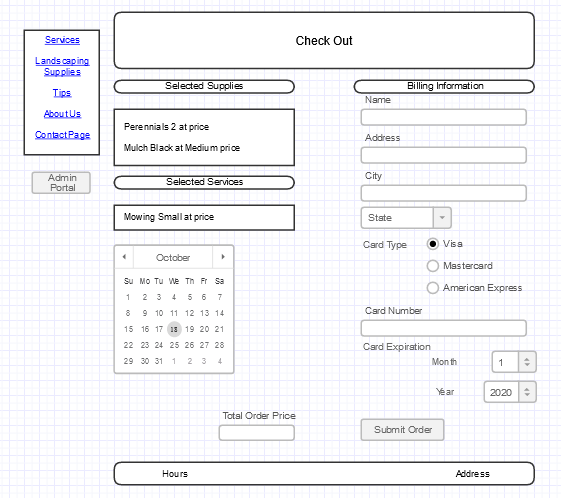 Check Out
Services
Landscaping
Supplies
Tips
About Us
Contact Page
Admin
Portal
Selected Supplies
Perennials 2 at price
Mulch Black at Medium price
Selected Services
Mowing Small at price
October
Su Mo Tu We Th Fr Sa
1 2 3 4 5 6 7
8 9 10 11 12 13 14
15 16 17 18 19 20 21
22 23 24 25 26 27 28
29 30 31 1 2 3 4
Total Order Price
Billing Information
Name
Address
City
State
Card Type
Visa
Mastercard
American Express
Card Number
Card Expiration
Month 1
Year 2020
Submit Order
Hours
Address